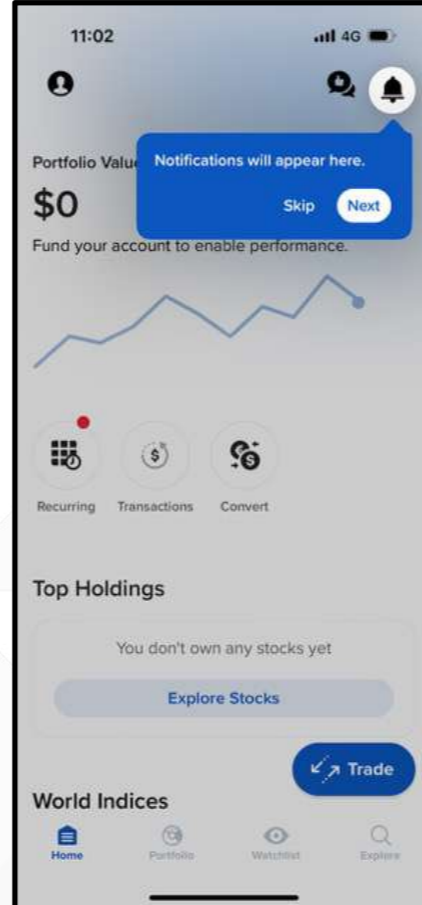 11:02
4G
Portfolio Value
Notifications will appear here.
$0
Skip
Next
Fund your account to enable performance.
Recurring
Transactions
Convert
Top Holdings
You don't own any stocks yet
Explore Stocks
Trade
World Indices
Home
Portfolio
Watchlist
Explore